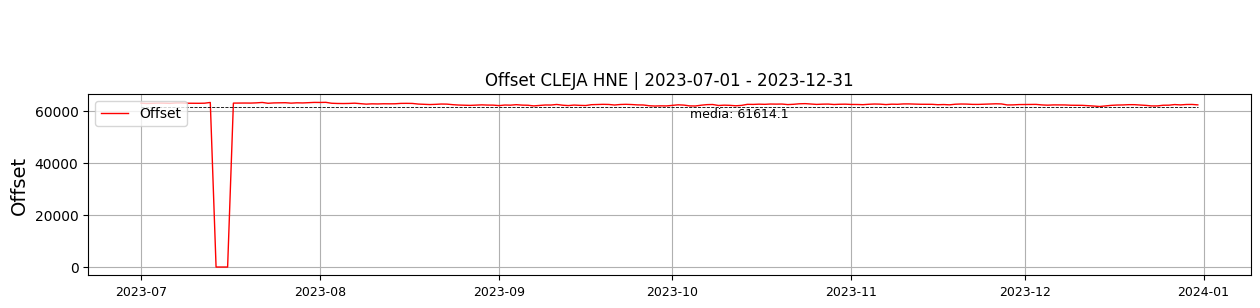 Offset CLEJA HNE | 2023-07-01 - 2023-12-31
Offset
60000
40000
20000
0
Offset
media: 61614.1
2023-07
2023-08
2023-09
2023-10
2023-11
2023-12
2024-01